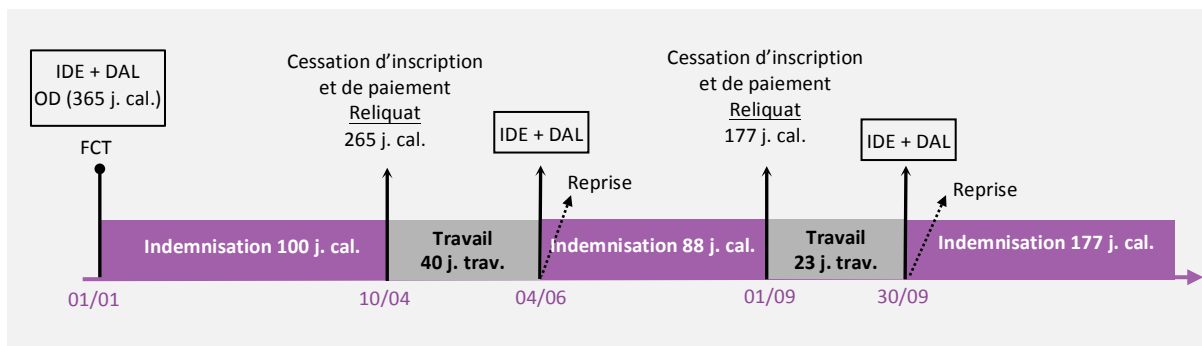 IDE + DAL
OD (365 j. cal.)
FCT
Cessation d’inscription
et de paiement
Reliquat
265 j. cal.
IDE + DAL
Reprise
Cessation d’inscription
et de paiement
Reliquat
177 j. cal.
IDE + DAL
Reprise
Indemnisation 100 j. cal.
Travail
40 j. trav.
Indemnisation 88 j. cal.
Travail
23 j. trav.
Indemnisation 177 j. cal.
01/01
10/04
04/06
01/09
30/09